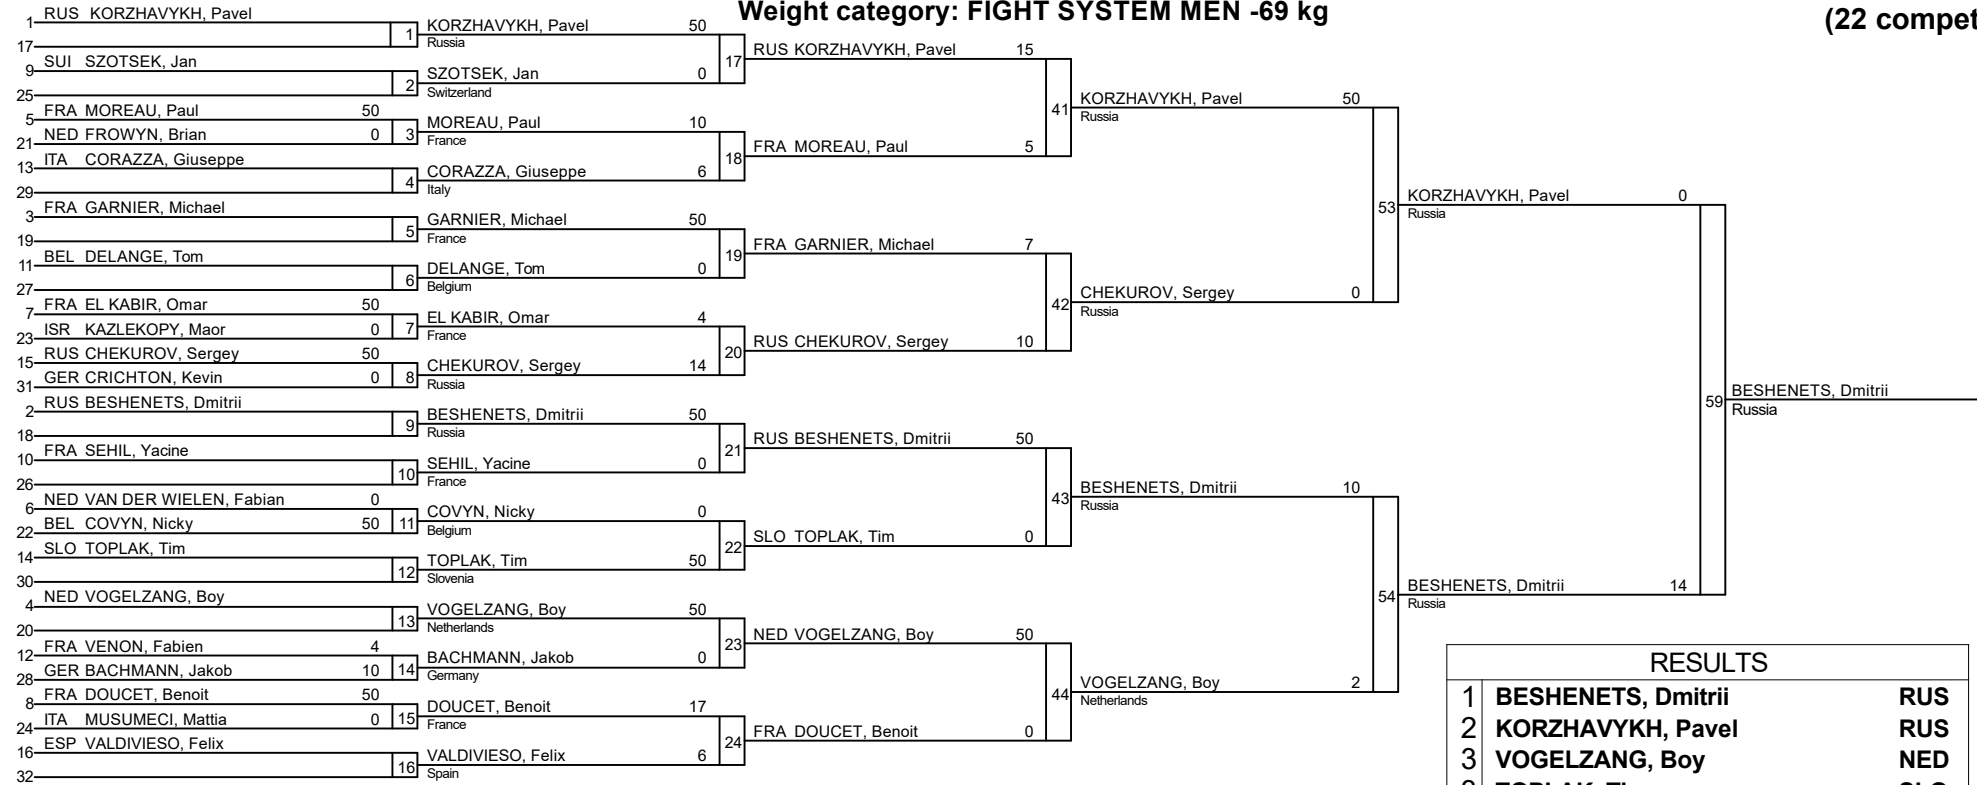 Weight category: FIGHT SYSTEM MEN -69 kg
(22 compet
1 RUS KORZHAVYKH, Pavel
17
9 SUI SZOTSEK, Jan
25
5 FRA MOREAU, Paul 50
21 NED FROWYN, Brian 0
13 ITA CORAZZA, Giuseppe
29
3 FRA GARNIER, Michael
19
11 BEL DELANGE, Tom
27
7 FRA EL KABIR, Omar 50
23 ISR KAZLEKOPY, Maor 0
15 RUS CHEKUROV, Sergey 50
31 GER CRICHTON, Kevin 0
2 RUS BESHENETS, Dmitrii
18
10 FRA SEHIL, Yacine
26
6 NED VAN DER WIELEN, Fabian 0
22 BEL COVYN, Nicky 50
14 SLO TOPLAK, Tim
30
4 NED VOGELZANG, Boy
20
12 FRA VENON, Fabien 4
28 GER BACHMANN, Jakob 10
8 FRA DOUCET, Benoit 50
24 ITA MUSUMECI, Mattia 0
16 ESP VALDIVIESO, Felix
32
1 KORZHAVYKH, Pavel 50
Russia
2 SZOTSEK, Jan 0
Switzerland
3 MOREAU, Paul 10
France
4 CORAZZA, Giuseppe 6
Italy
5 GARNIER, Michael 50
France
6 DELANGE, Tom 0
Belgium
7 EL KABIR, Omar 4
France
8 CHEKUROV, Sergey 14
Russia
9 BESHENETS, Dmitrii 50
Russia
10 SEHIL, Yacine 0
France
11 COVYN, Nicky 0
Belgium
12 TOPLAK, Tim 50
Slovenia
13 VOGELZANG, Boy 50
Netherlands
14 BACHMANN, Jakob 0
Germany
15 DOUCET, Benoit 17
France
16 VALDIVIESO, Felix 6
Spain
17 RUS KORZHAVYKH, Pavel 15
18 FRA MOREAU, Paul 5
19 FRA GARNIER, Michael 7
20 RUS CHEKUROV, Sergey 10
21 RUS BESHENETS, Dmitrii 50
22 SLO TOPLAK, Tim 0
23 NED VOGELZANG, Boy 50
24 FRA DOUCET, Benoit 0
41 KORZHAVYKH, Pavel 50
Russia
42 CHEKUROV, Sergey 0
Russia
43 BESHENETS, Dmitrii 10
Russia
44 VOGELZANG, Boy 2
Netherlands
53 KORZHAVYKH, Pavel 0
Russia
54 BESHENETS, Dmitrii 14
Russia
59 BESHENETS, Dmitrii
Russia
RESULTS
1 BESHENETS, Dmitrii RUS
2 KORZHAVYKH, Pavel RUS
3 VOGELZANG, Boy NED